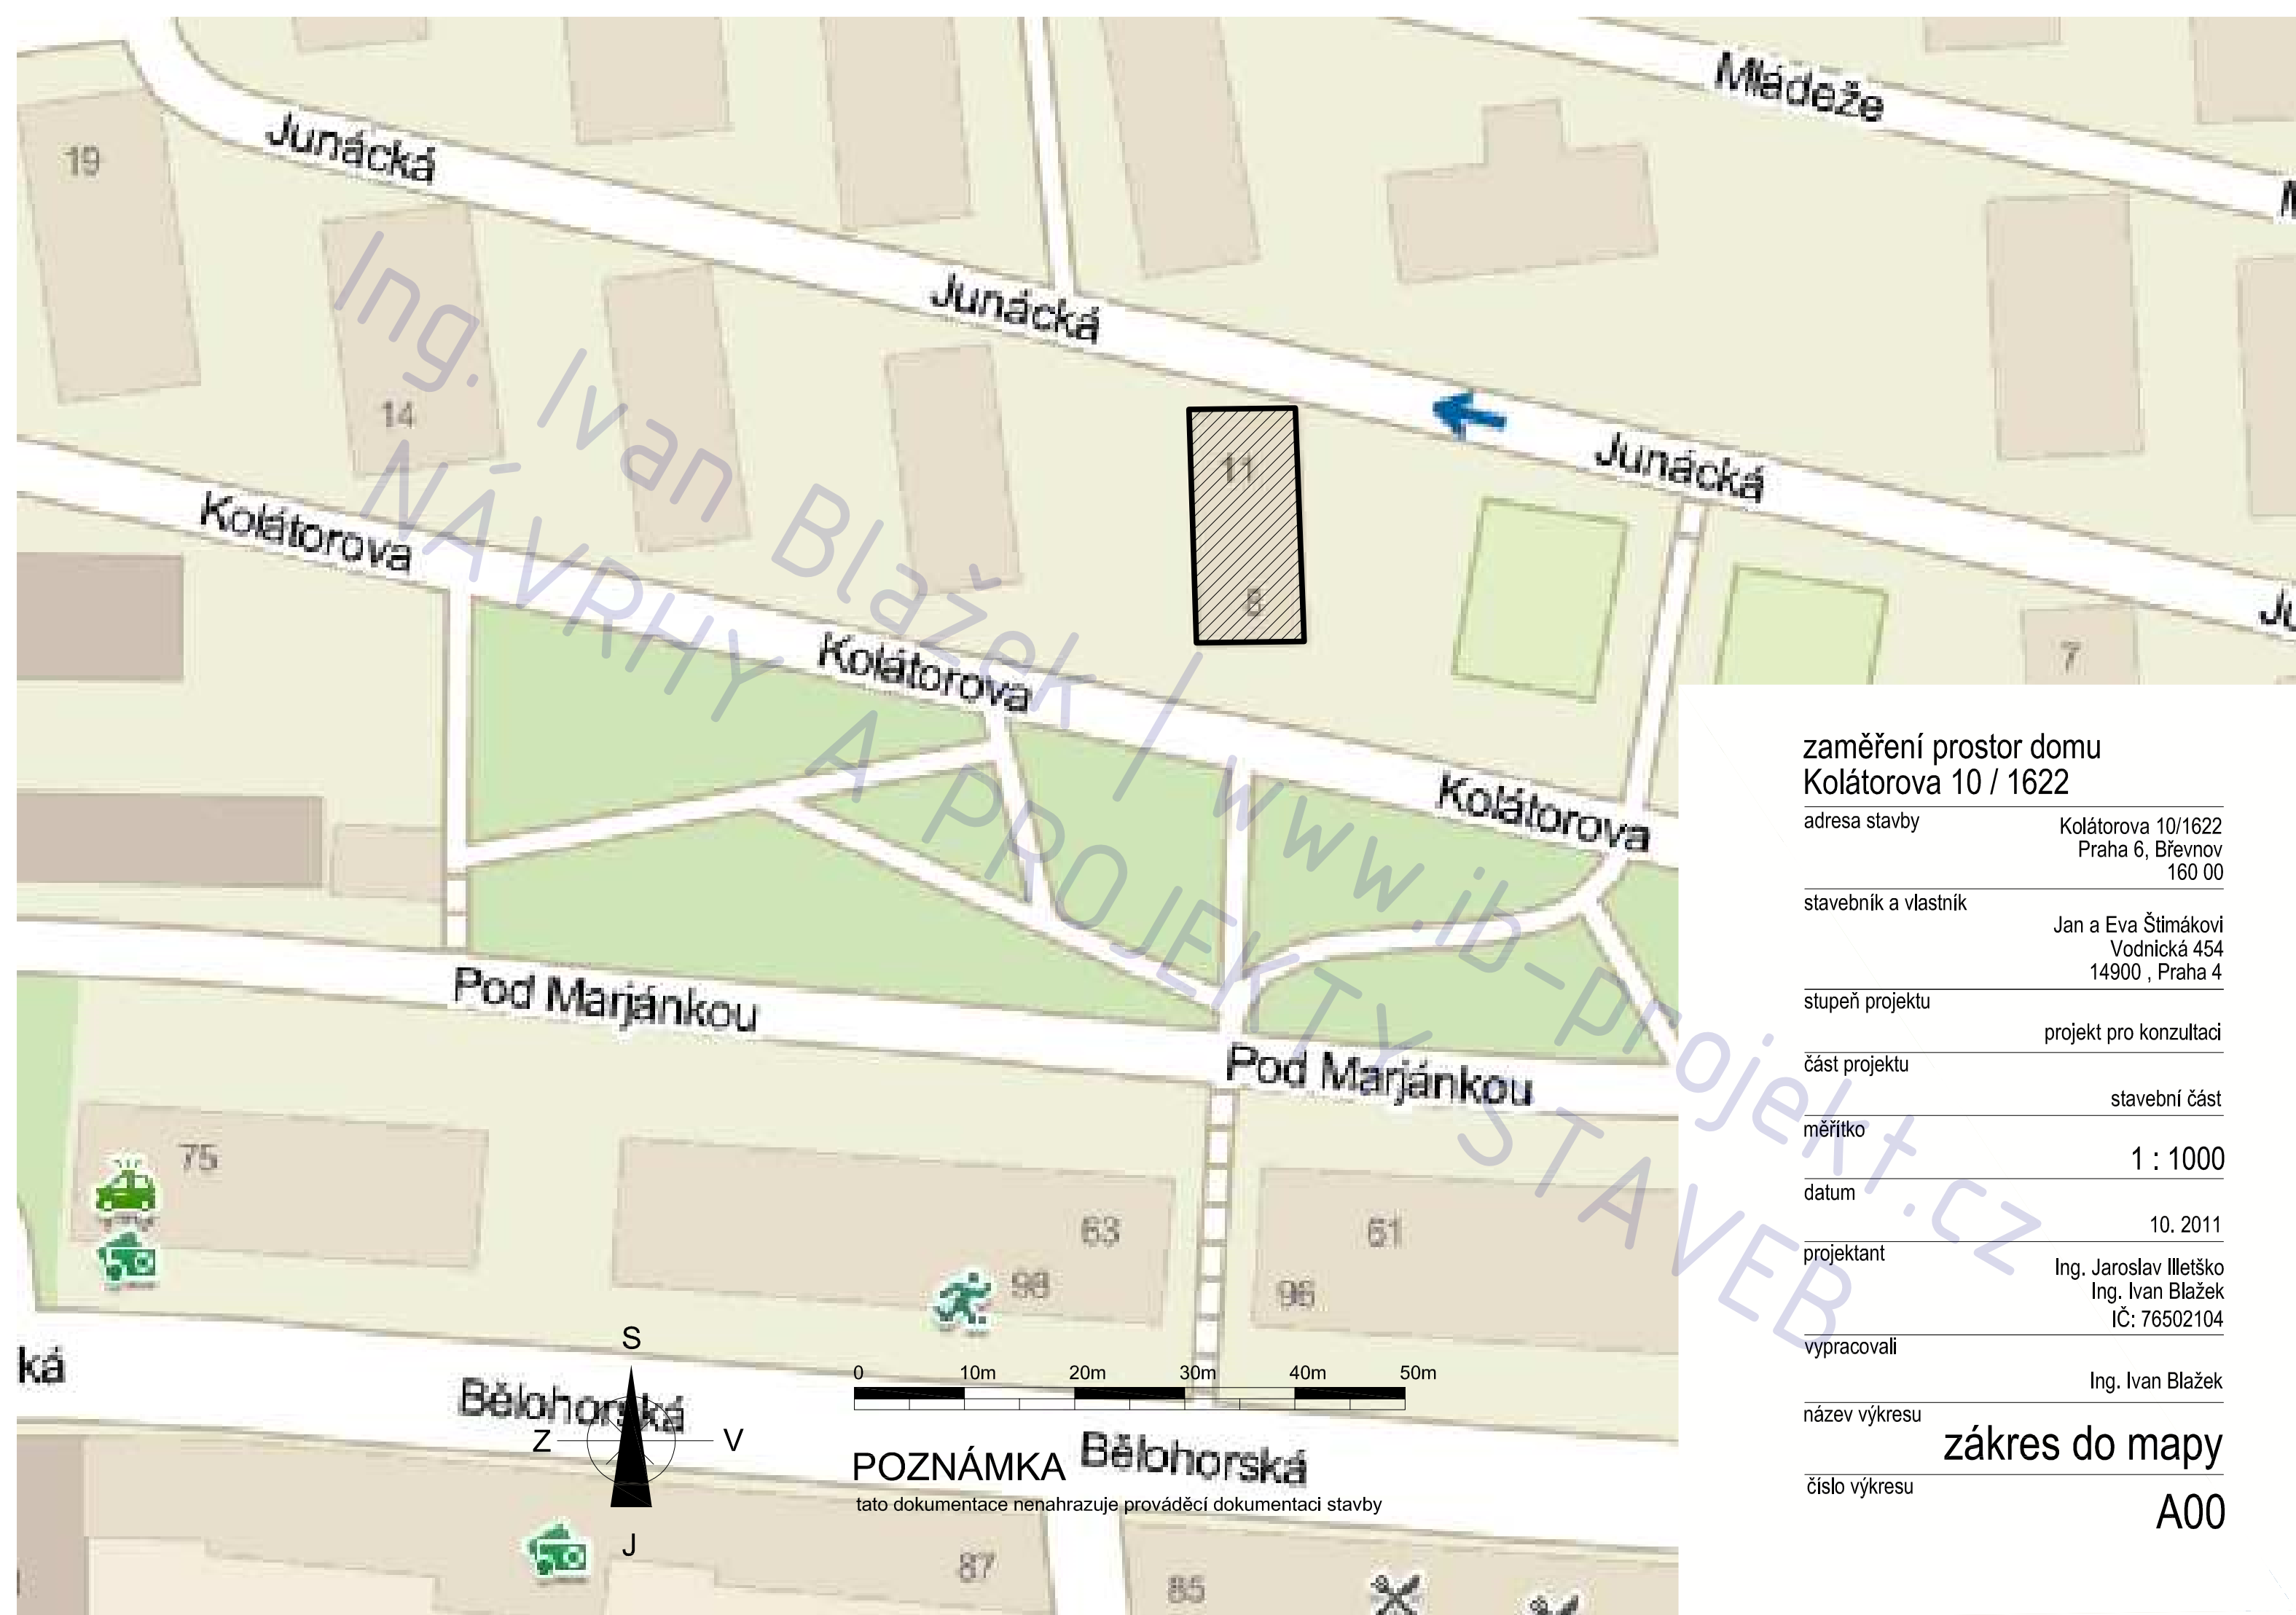 Mládeže
19
Junácká
Junácká
14
11
Junácká
Kolátorova
8
Kolátorova
7
Kolátorova
Pod Marjánkou
Pod Marjánkou
75
63
61
98
96
ká
Bělohorská
Bělohorská
87
85
S
Z
V
J
0 10m 20m 30m 40m 50m
POZNÁMKA
tato dokumentace nenahrazuje prováděcí dokumentaci stavby
Ing. Ivan Blažek | www.ib-projekt.cz
NÁVRHY A PROJEKTY STAVEB
zaměření prostor domu
Kolátorova 10 / 1622
adresa stavby
Kolátorova 10/1622
Praha 6, Břevnov
160 00
stavebník a vlastník
Jan a Eva Štimákovi
Vodnická 454
14900 , Praha 4
stupeň projektu
projekt pro konzultaci
část projektu
stavební část
měřítko
1 : 1000
datum
10. 2011
projektant
Ing. Jaroslav Illetško
Ing. Ivan Blažek
IČ: 76502104
vypracovali
Ing. Ivan Blažek
název výkresu
zákres do mapy
číslo výkresu
A00